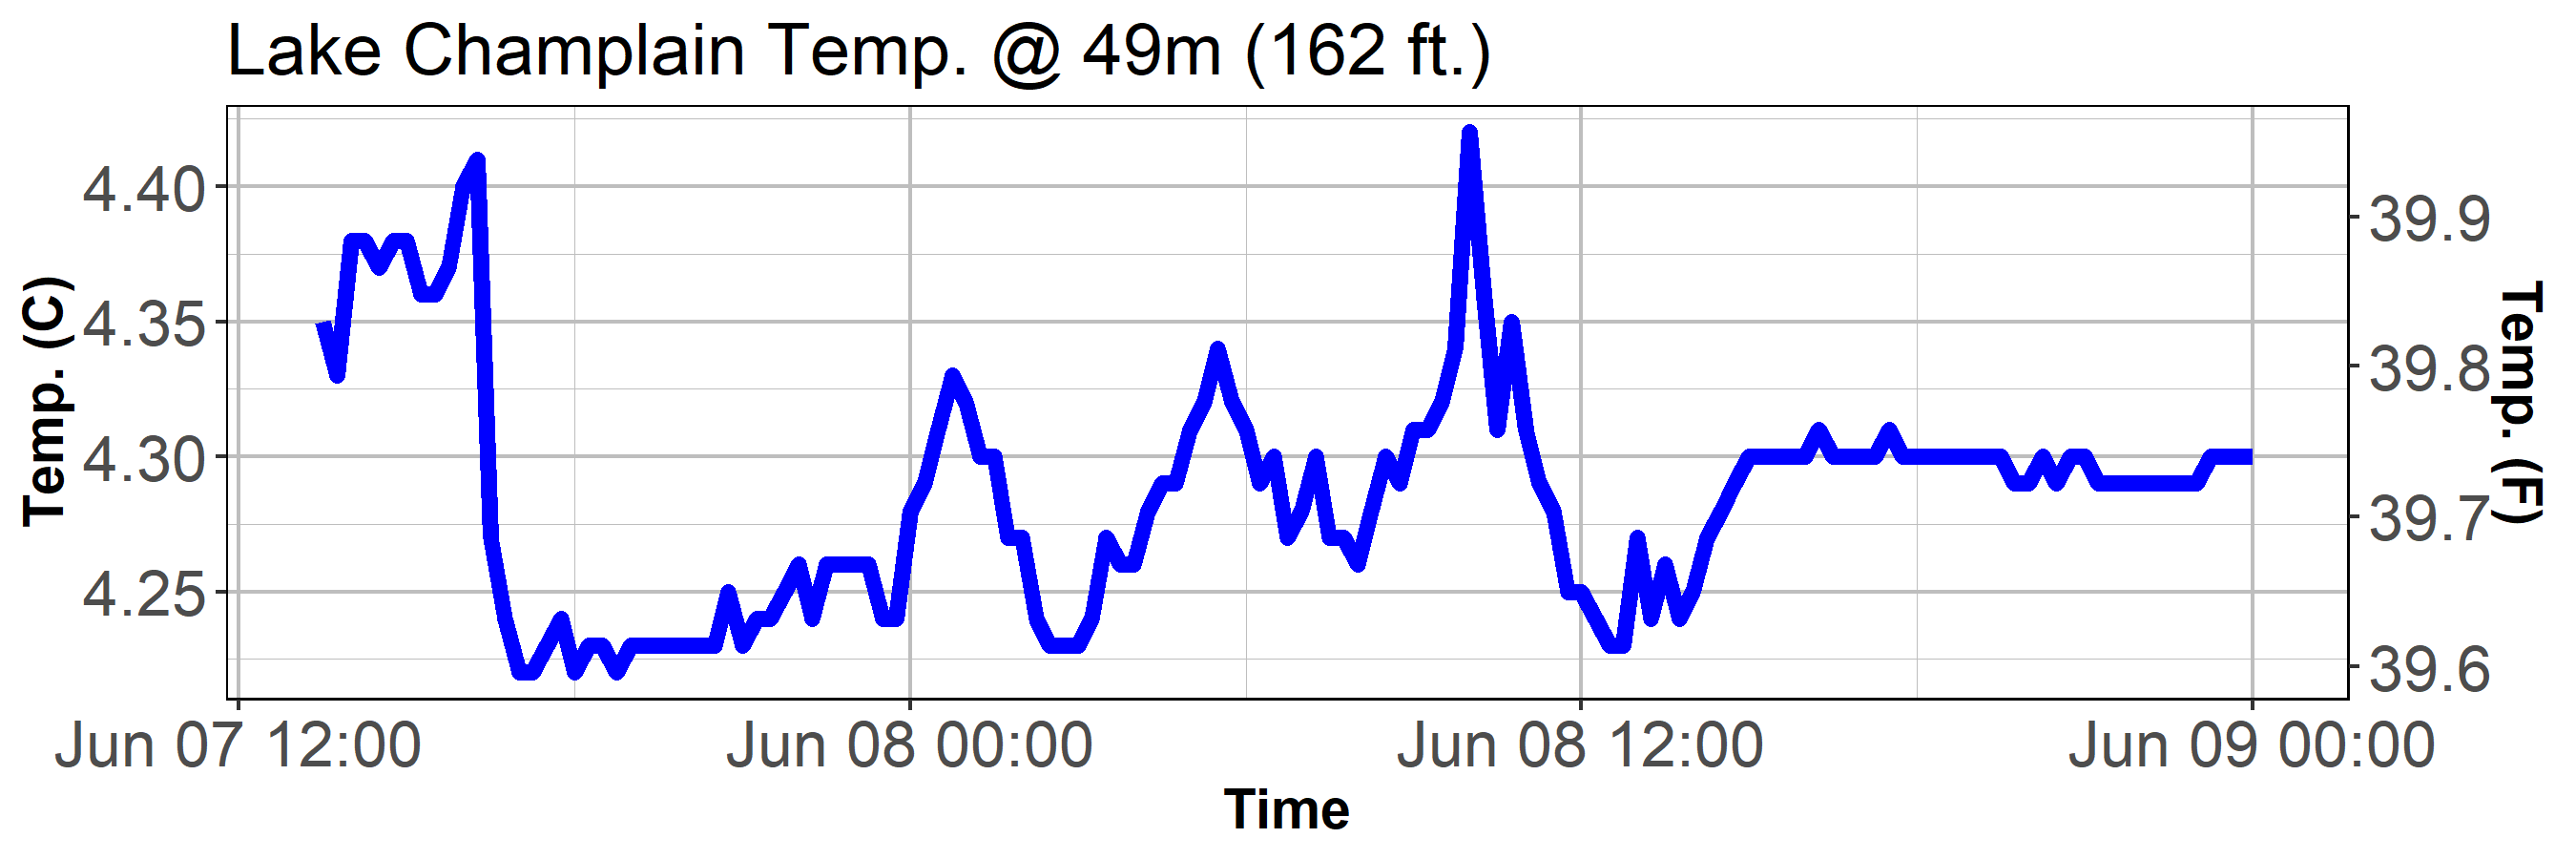 Lake Champlain Temp. @ 49m (162 ft.)
Temp. (C)
4.40
4.35
4.30
4.25
39.9
39.8
39.7
39.6
Temp. (F)
Jun 07 12:00
Jun 08 00:00
Jun 08 12:00
Jun 09 00:00
Time